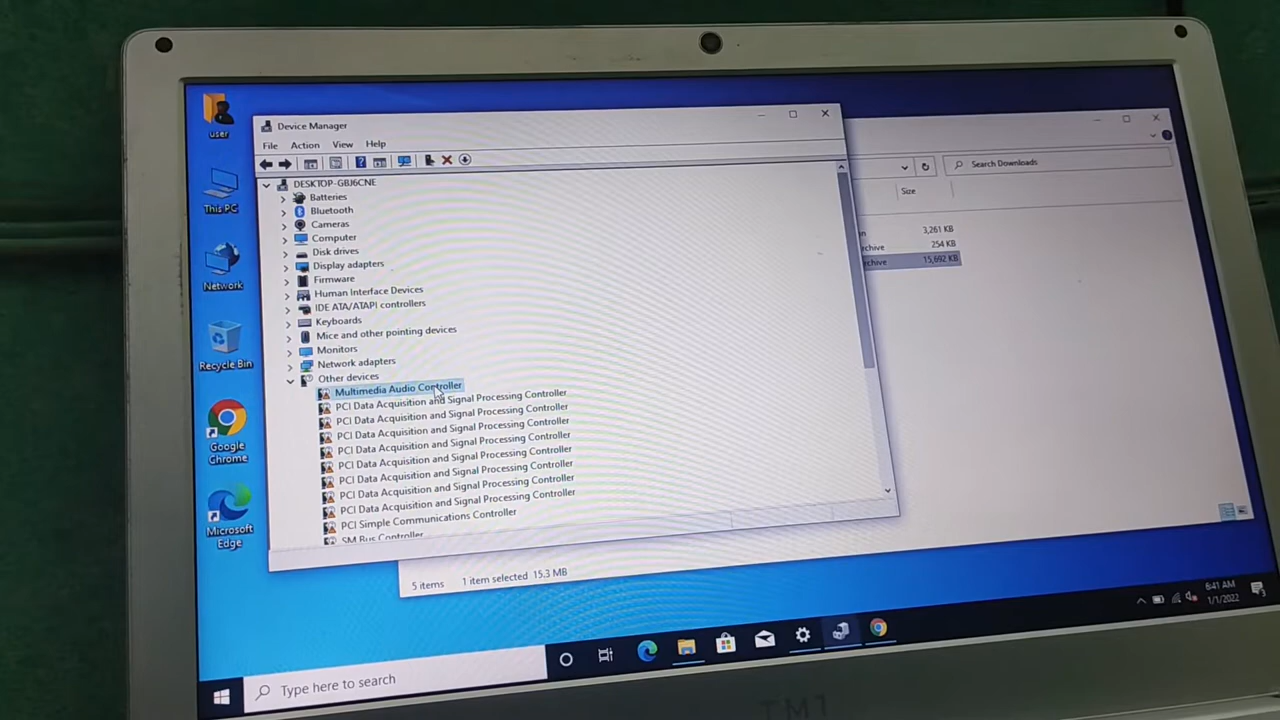 user
This PC
Network
Recycle Bin
Google
Chrome
Microsoft
Edge
Device Manager
File Action View Help
DESKTOP-GBJ6CNE
Batteries
Bluetooth
Cameras
Computer
Disk drives
Display adapters
Firmware
Human Interface Devices
IDE ATA/ATAPI controllers
Keyboards
Mice and other pointing devices
Monitors
Network adapters
Other devices
Multimedia Audio Controller
PCI Data Acquisition and Signal Processing Controller
PCI Data Acquisition and Signal Processing Controller
PCI Data Acquisition and Signal Processing Controller
PCI Data Acquisition and Signal Processing Controller
PCI Data Acquisition and Signal Processing Controller
PCI Data Acquisition and Signal Processing Controller
PCI Data Acquisition and Signal Processing Controller
PCI Data Acquisition and Signal Processing Controller
PCI Simple Communications Controller
SM Bus Controller
Search Downloads
Size
3,261 KB
254 KB
15,692 KB
5 items 1 item selected 15.3 MB
Type here to search
6:41 AM
1/1/2022
TM1